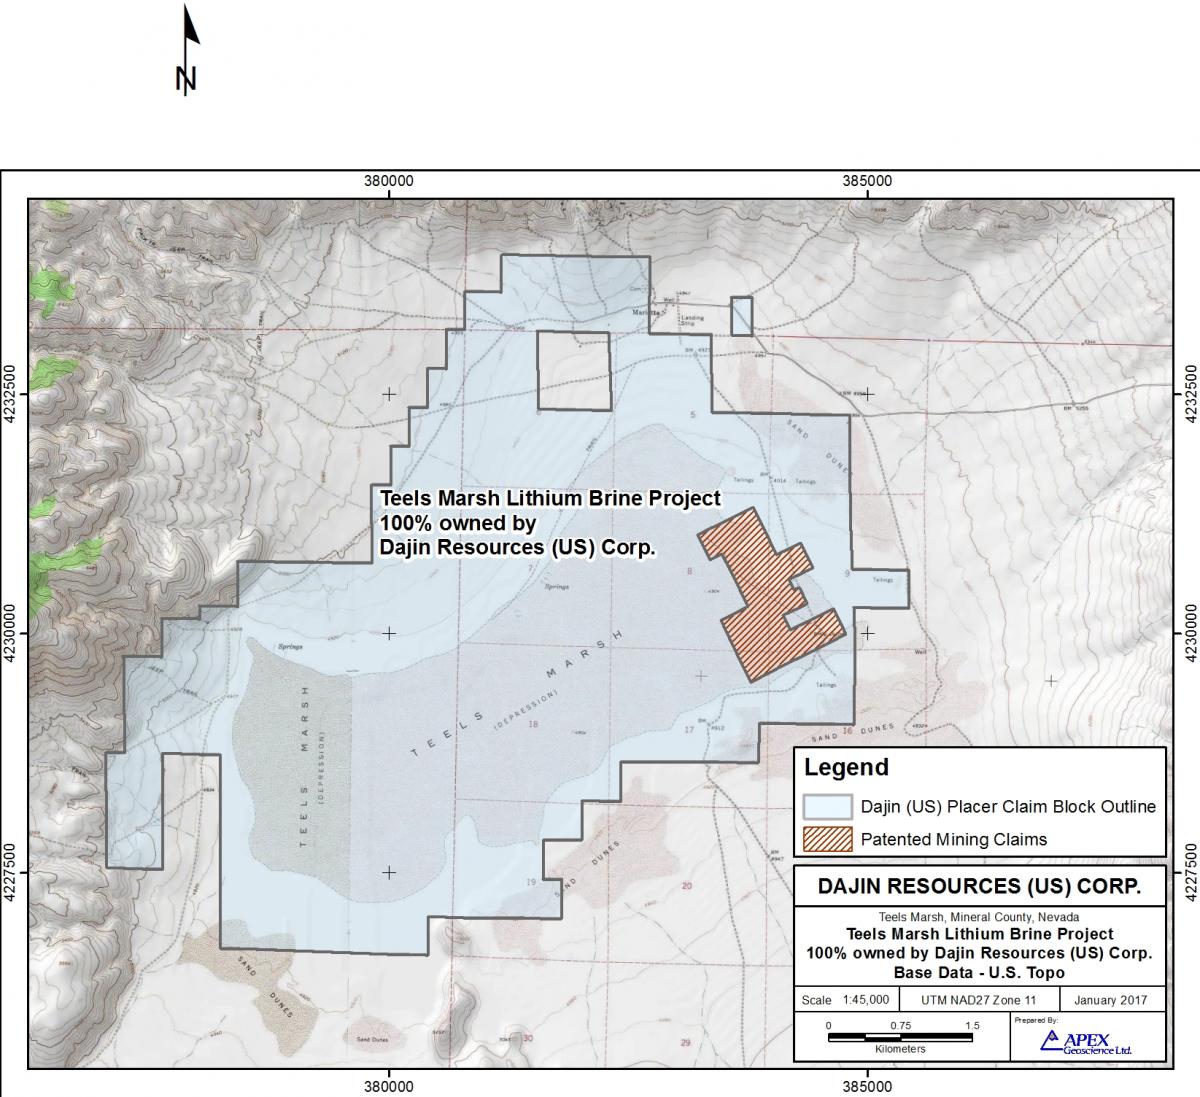 N
380000
385000
Marietta
Well
Landing
Strip
4232500
4232500
5
SAND
DUNES
Tailings
Tailings
Teels Marsh Lithium Brine Project
100% owned by
Dajin Resources (US) Corp.
7
8
9
Springs
Tailings
4230000
4230000
Springs
TEELS MARSH
(DEPRESSION)
Well
Tailings
TEELS MARSH
(DEPRESSION)
18
17
16
SAND DUNES
Legend
Dajin (US) Placer Claim Block Outline
Patented Mining Claims
4227500
4227500
SAND DUNES
19
20
DAJIN RESOURCES (US) CORP.
Teels Marsh, Mineral County, Nevada
Teels Marsh Lithium Brine Project
100% owned by Dajin Resources (US) Corp.
Base Data - U.S. Topo
Scale 1:45,000
UTM NAD27 Zone 11
January 2017
0 0.75 1.5
Kilometers
Prepared By:
APEX
Geoscience Ltd.
SAND DUNES
Sand Dunes
30
29
380000
385000